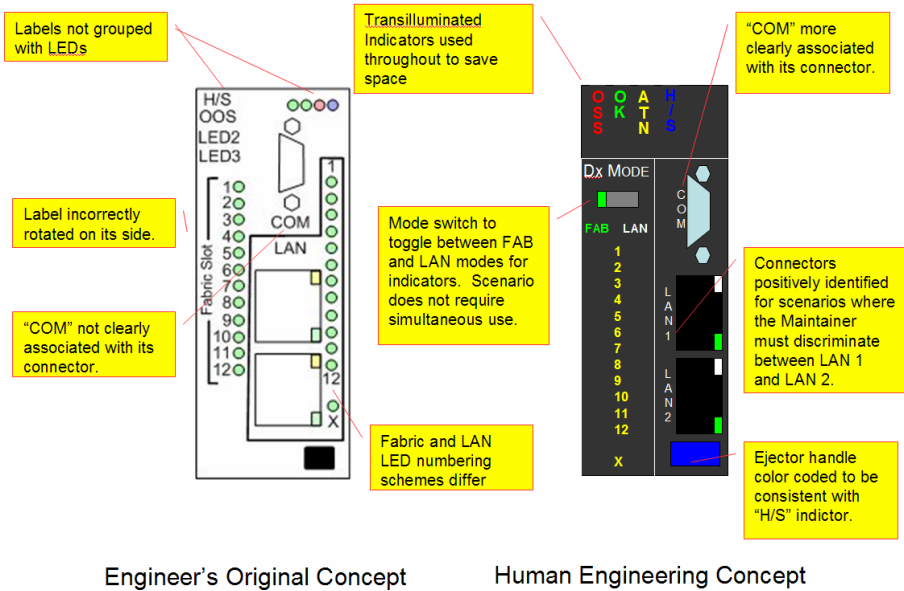 Labels not grouped
with LEDs
Transilluminated
Indicators used
throughout to save
space
“COM” more
clearly associated
with its connector.
H/S
OOS
LED2
LED3
1
2
3
4
5
6
7
8
9
10
11
12
Fabric Slot
COM
LAN
1
12
X
Label incorrectly
rotated on its side.
“COM” not clearly
associated with its
connector.
Fabric and LAN
LED numbering
schemes differ
Mode switch to
toggle between FAB
and LAN modes for
indicators. Scenario
does not require
simultaneous use.
OSS
OK
ATN
H/S
Dx MODE
FAB LAN
1
2
3
4
5
6
7
8
9
10
11
12
X
COM
LAN1
LAN2
Connectors
positively identified
for scenarios where
the Maintainer
must discriminate
between LAN 1
and LAN 2.
Ejector handle
color coded to be
consistent with
“H/S” indictor.
Engineer’s Original Concept
Human Engineering Concept